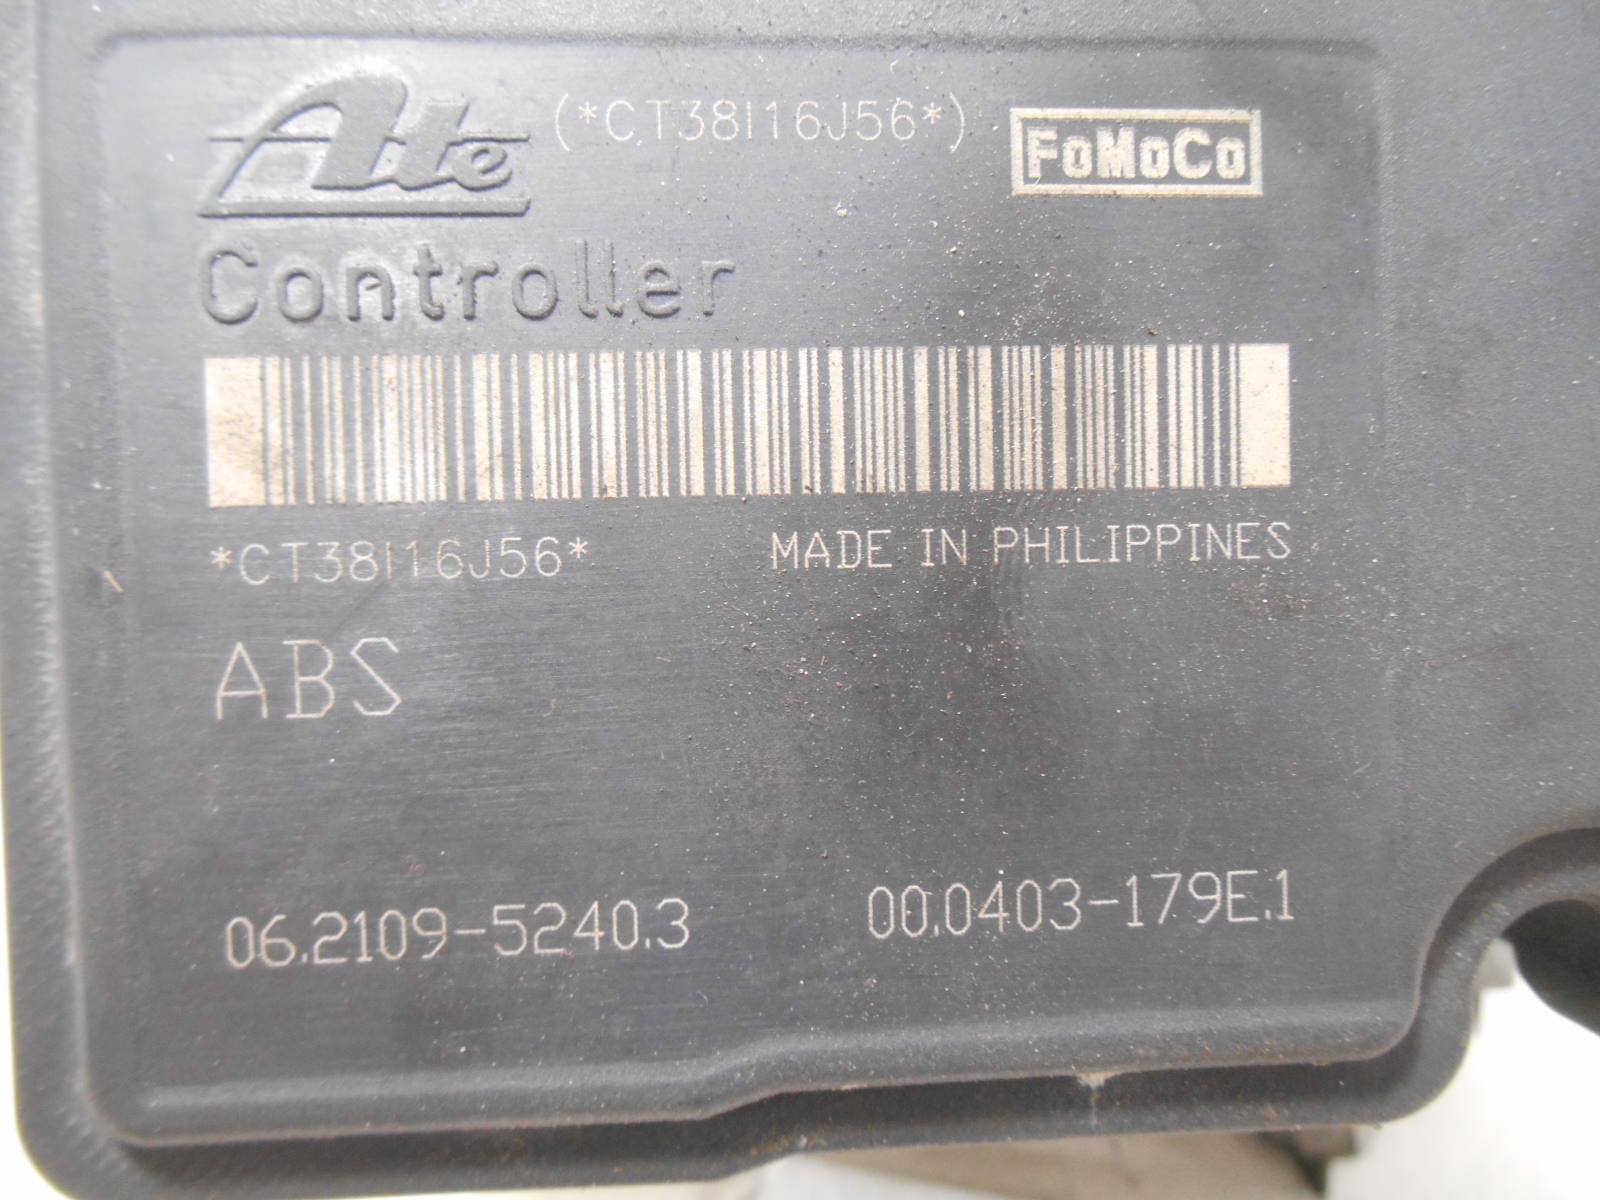 Ate (*CT38I16J56*) FoMoCo
Controller
*CT38I16J56* MADE IN PHILIPPINES
ABS
06.2109-5240.3 00.0403-179E.1